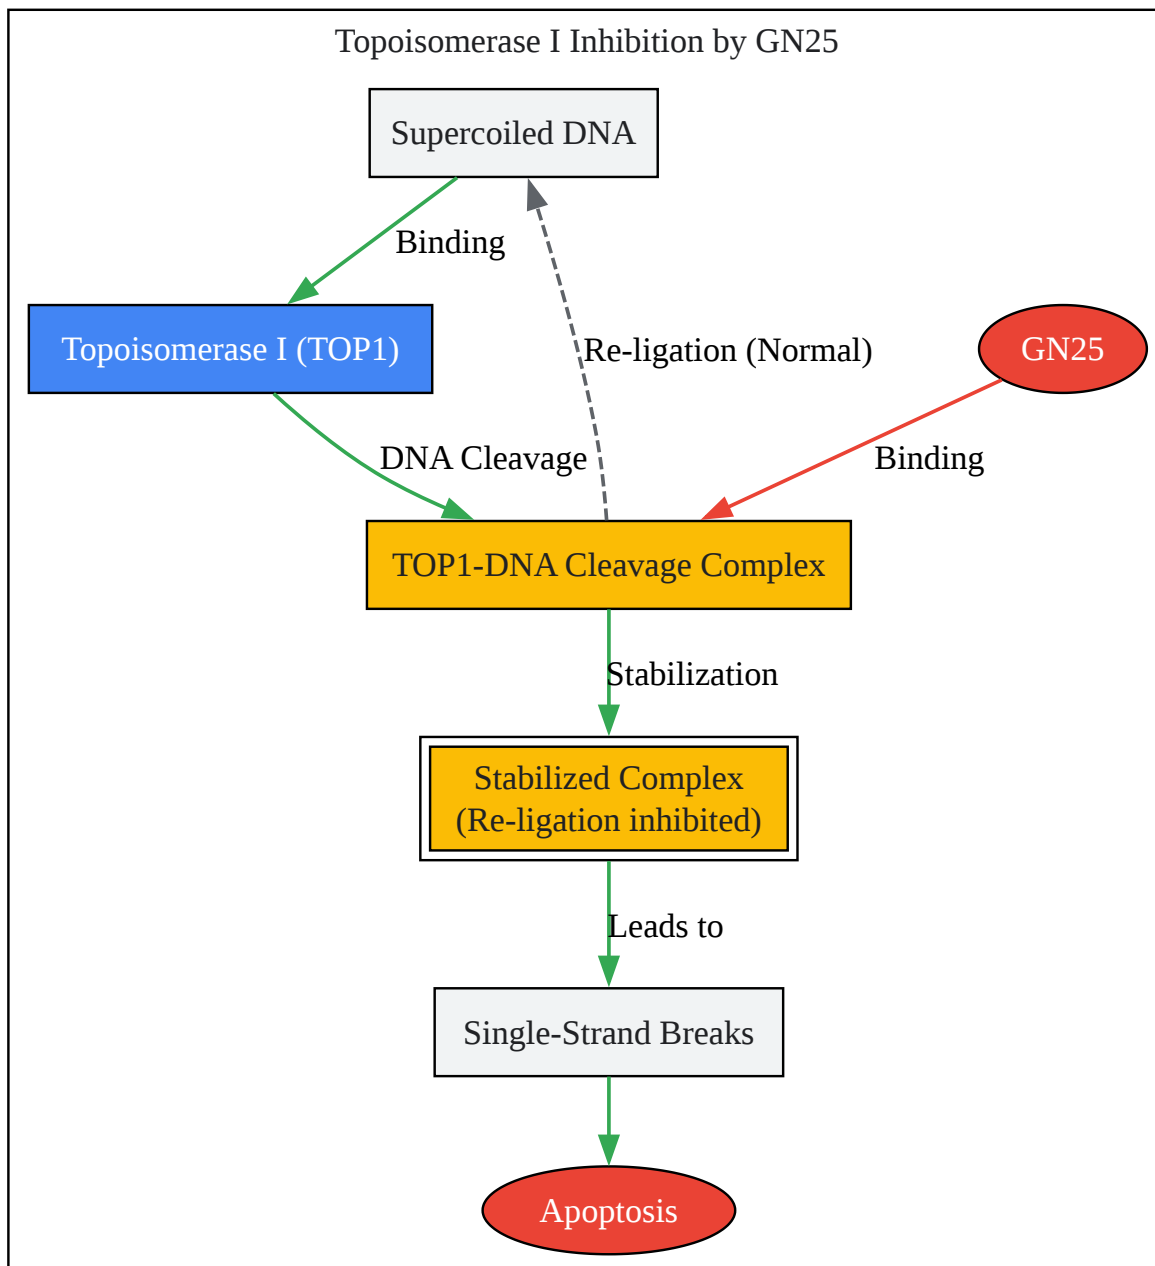 Topoisomerase I Inhibition by GN25
Supercoiled DNA
Binding
Topoisomerase I (TOP1)
Re-ligation (Normal)
GN25
DNA Cleavage
Binding
TOP1-DNA Cleavage Complex
Stabilization
Stabilized Complex
(Re-ligation inhibited)
Leads to
Single-Strand Breaks
Apoptosis